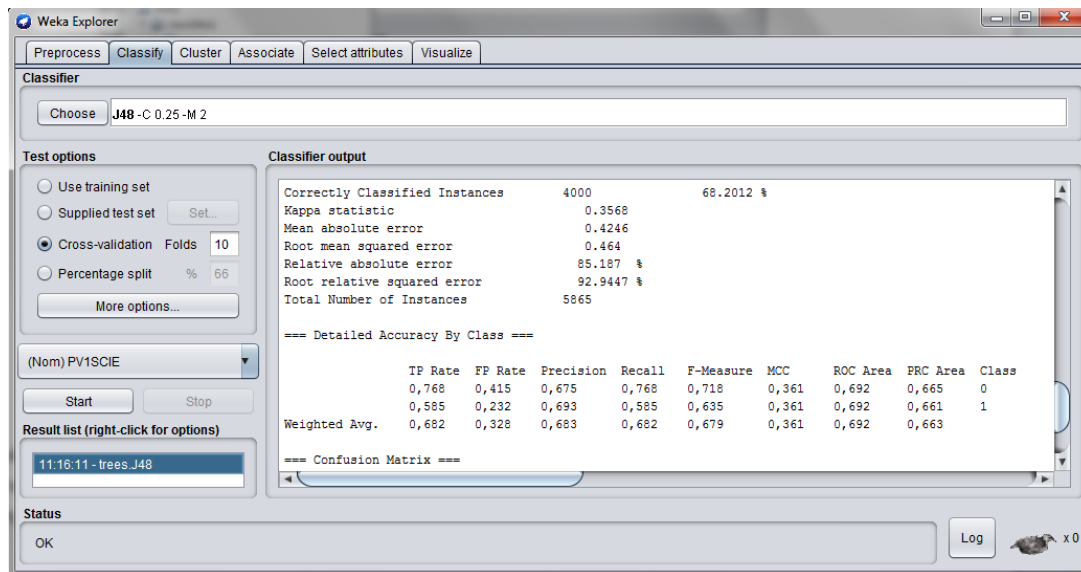 Weka Explorer
Preprocess Classify Cluster Associate Select attributes Visualize
Classifier
Choose J48 -C 0.25 -M 2
Test options
Use training set
Supplied test set Set...
Cross-validation Folds 10
Percentage split % 66
More options...
(Nom) PV1SCIE
Start Stop
Result list (right-click for options)
11:16:11 - trees.J48
Classifier output
Correctly Classified Instances 4000 68.2012 %
Kappa statistic 0.3568
Mean absolute error 0.4246
Root mean squared error 0.464
Relative absolute error 85.187 %
Root relative squared error 92.9447 %
Total Number of Instances 5865
=== Detailed Accuracy By Class ===
TP Rate FP Rate Precision Recall F-Measure MCC ROC Area PRC Area Class
0,768 0,415 0,675 0,768 0,718 0,361 0,692 0,665 0
0,585 0,232 0,693 0,585 0,635 0,361 0,692 0,661 1
Weighted Avg. 0,682 0,328 0,683 0,682 0,679 0,361 0,692 0,663
=== Confusion Matrix ===
Status
OK
Log
x 0